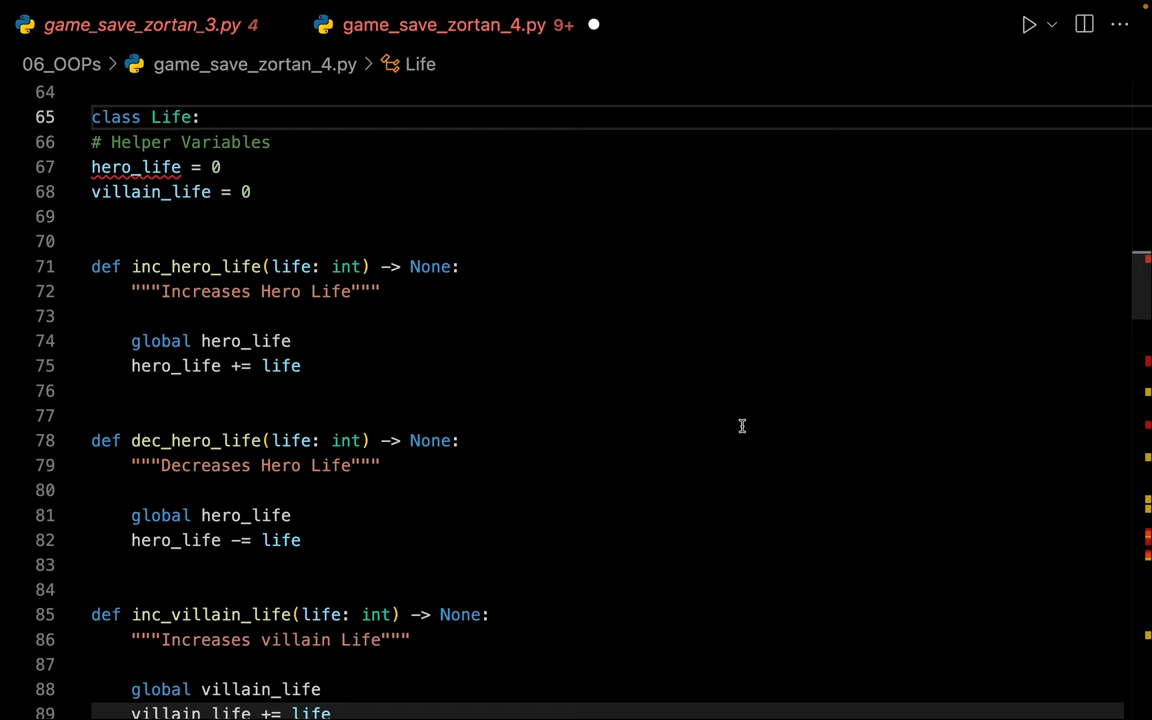 game_save_zortan_3.py 4 game_save_zortan_4.py 9+
06_OOPs > game_save_zortan_4.py > Life
64
65 class Life:
66 # Helper Variables
67 hero_life = 0
68 villain_life = 0
69
70
71 def inc_hero_life(life: int) -> None:
72 """Increases Hero Life"""
73
74 global hero_life
75 hero_life += life
76
77
78 def dec_hero_life(life: int) -> None:
79 """Decreases Hero Life"""
80
81 global hero_life
82 hero_life -= life
83
84
85 def inc_villain_life(life: int) -> None:
86 """Increases villain Life"""
87
88 global villain_life
89 villain_life += life